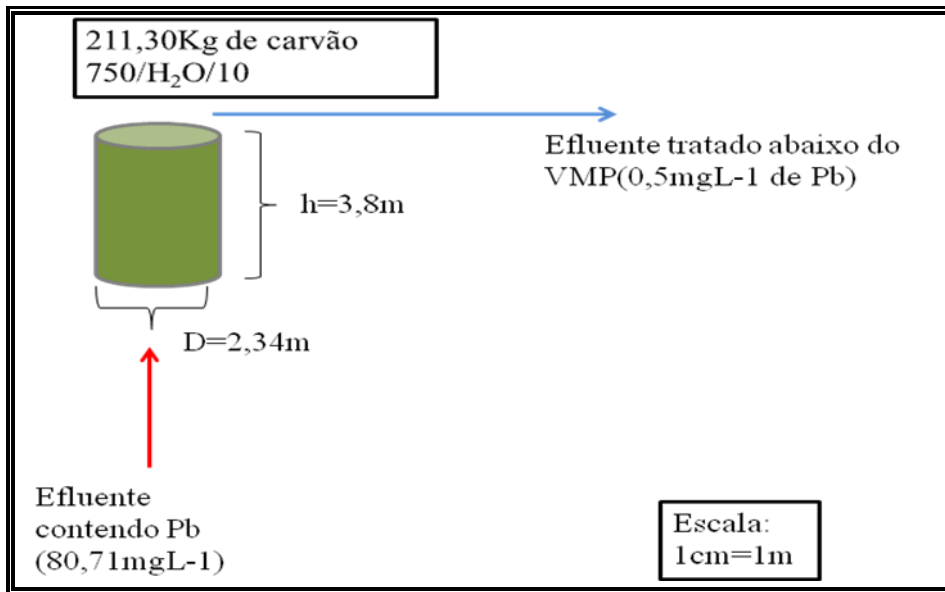 211,30Kg de carvão
750/H₂O/10
Efluente tratado abaixo do
VMP(0,5mgL-1 de Pb)
h=3,8m
D=2,34m
Efluente
contendo Pb
(80,71mgL-1)
Escala:
1cm=1m